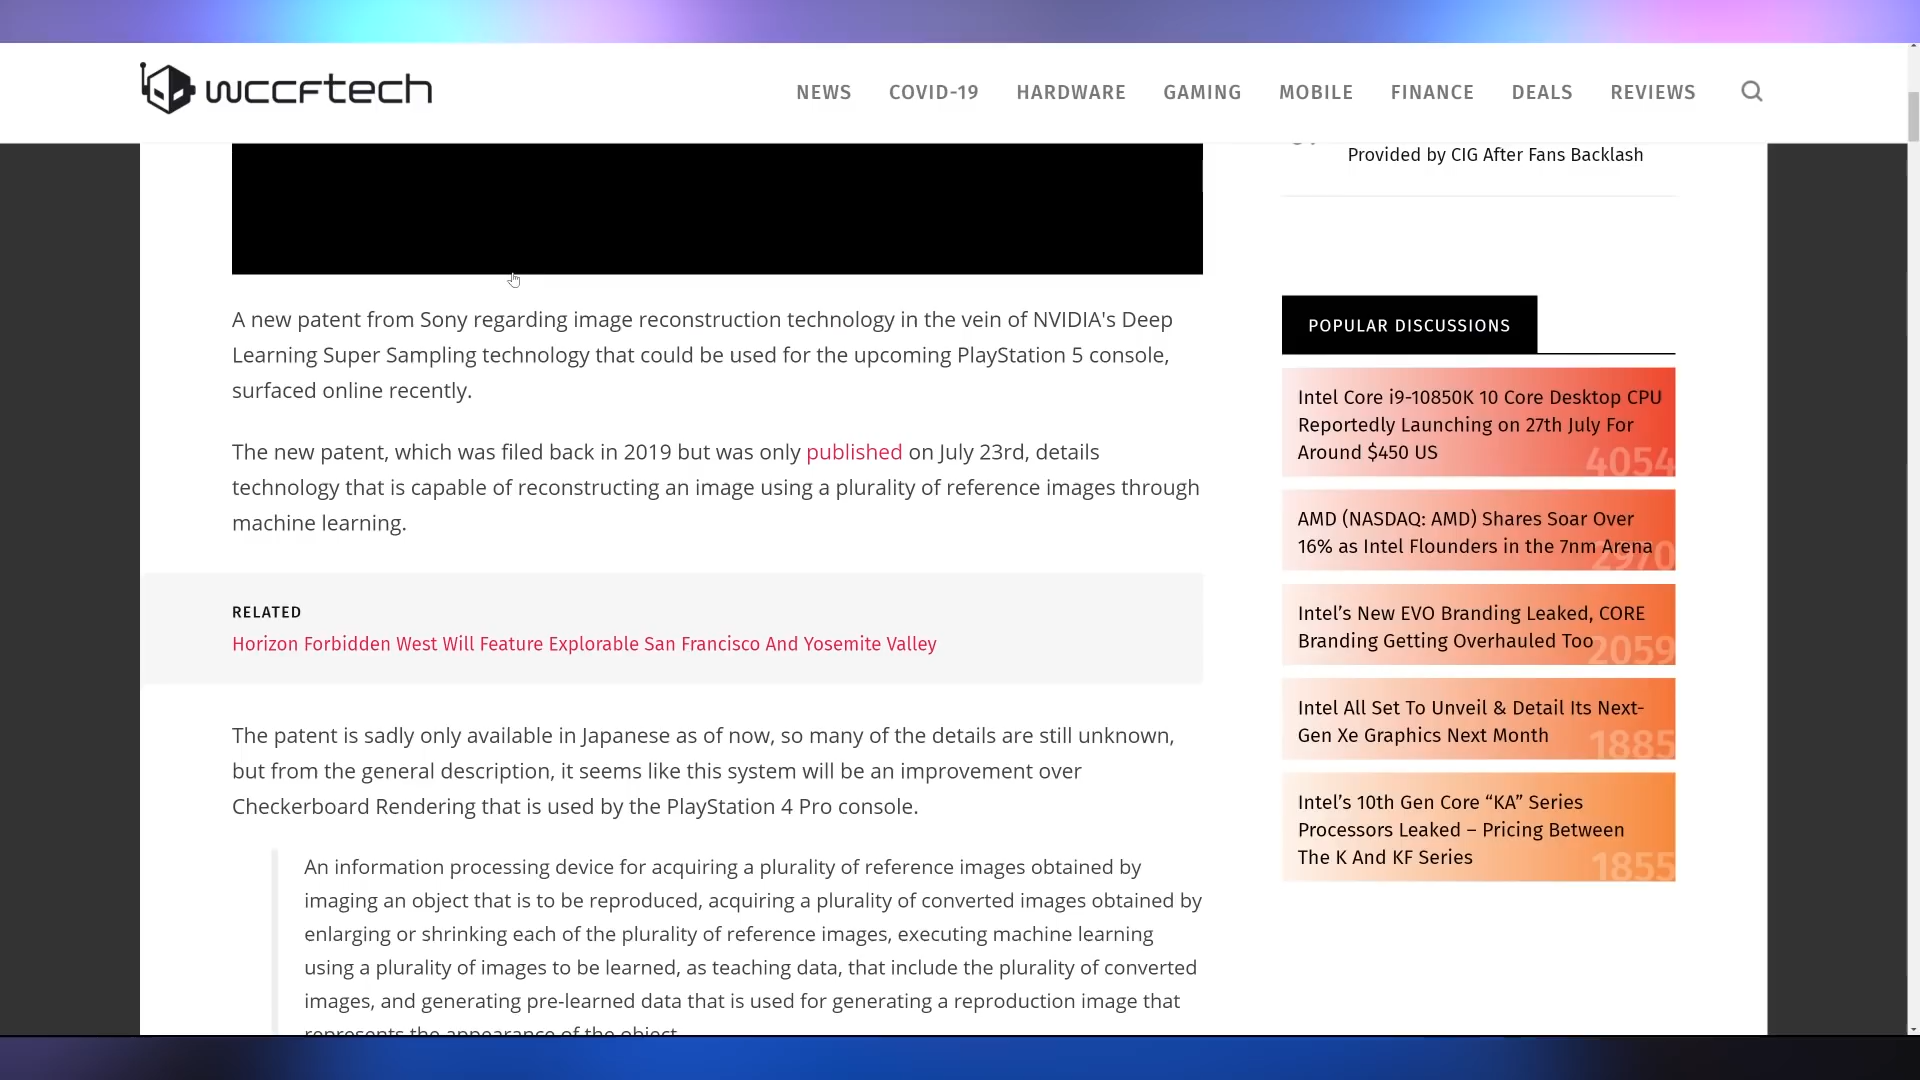 wccftech
NEWS COVID-19 HARDWARE GAMING MOBILE FINANCE DEALS REVIEWS
Provided by CIG After Fans Backlash
A new patent from Sony regarding image reconstruction technology in the vein of NVIDIA's Deep
Learning Super Sampling technology that could be used for the upcoming PlayStation 5 console,
surfaced online recently.
The new patent, which was filed back in 2019 but was only published on July 23rd, details
technology that is capable of reconstructing an image using a plurality of reference images through
machine learning.
RELATED
Horizon Forbidden West Will Feature Explorable San Francisco And Yosemite Valley
The patent is sadly only available in Japanese as of now, so many of the details are still unknown,
but from the general description, it seems like this system will be an improvement over
Checkerboard Rendering that is used by the PlayStation 4 Pro console.
An information processing device for acquiring a plurality of reference images obtained by
imaging an object that is to be reproduced, acquiring a plurality of converted images obtained by
enlarging or shrinking each of the plurality of reference images, executing machine learning
using a plurality of images to be learned, as teaching data, that include the plurality of converted
images, and generating pre-learned data that is used for generating a reproduction image that
represents the appearance of the object
POPULAR DISCUSSIONS
Intel Core i9-10850K 10 Core Desktop CPU
Reportedly Launching on 27th July For
Around $450 US
4054
AMD (NASDAQ: AMD) Shares Soar Over
16% as Intel Flounders in the 7nm Arena
2970
Intel's New EVO Branding Leaked, CORE
Branding Getting Overhauled Too
2059
Intel All Set To Unveil & Detail Its Next-
Gen Xe Graphics Next Month
1885
Intel's 10th Gen Core “KA” Series
Processors Leaked – Pricing Between
The K And KF Series
1855